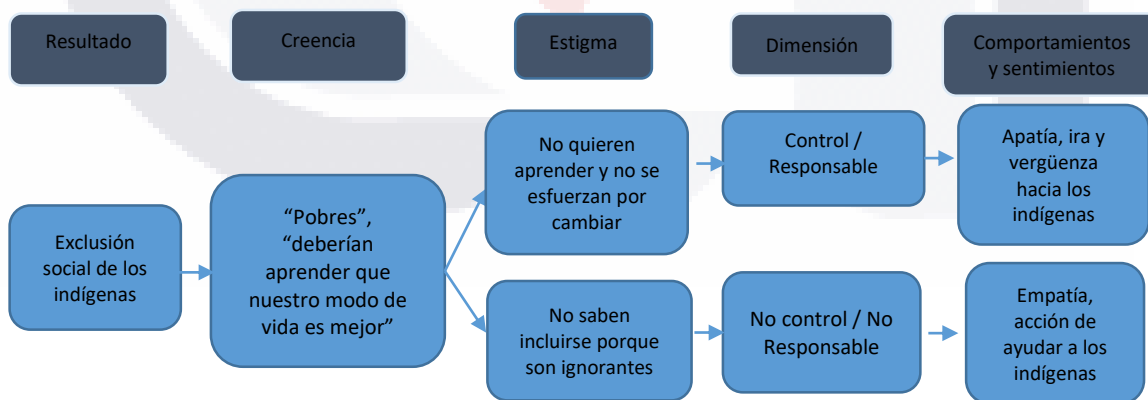 Resultado
Creencia
Estigma
Dimensión
Comportamientos
y sentimientos
Exclusión
social de los
indígenas
“Pobres”,
“deberían
aprender que
nuestro modo de
vida es mejor”
No quieren
aprender y no se
esfuerzan por
cambiar
Control /
Responsable
Apatía, ira y
vergüenza
hacia los
indígenas
No saben
incluirse porque
son ignorantes
No control / No
Responsable
Empatía,
acción de
ayudar a los
indígenas